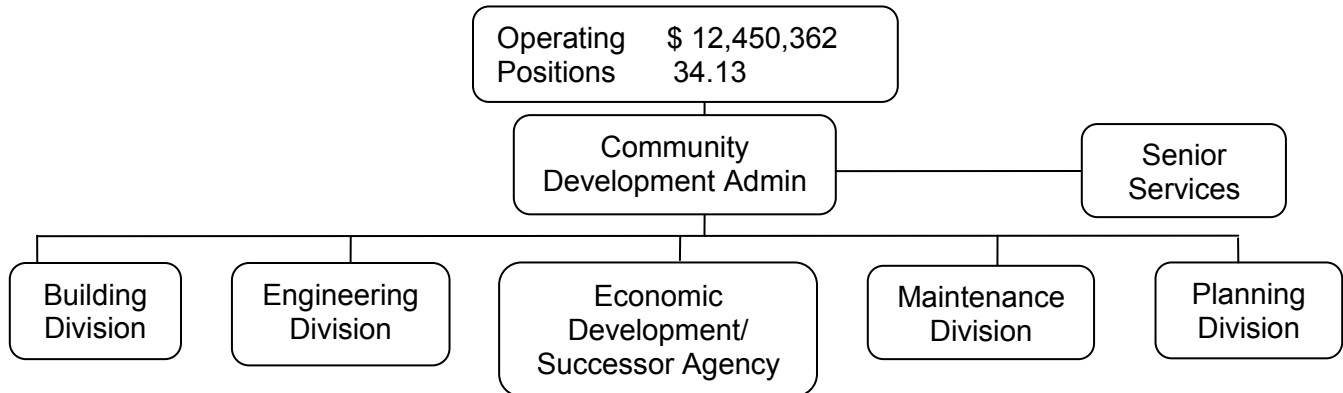 Operating $ 12,450,362
Positions 34.13
Community
Development Admin
Senior
Services
Building
Division
Engineering
Division
Economic
Development/
Successor Agency
Maintenance
Division
Planning
Division